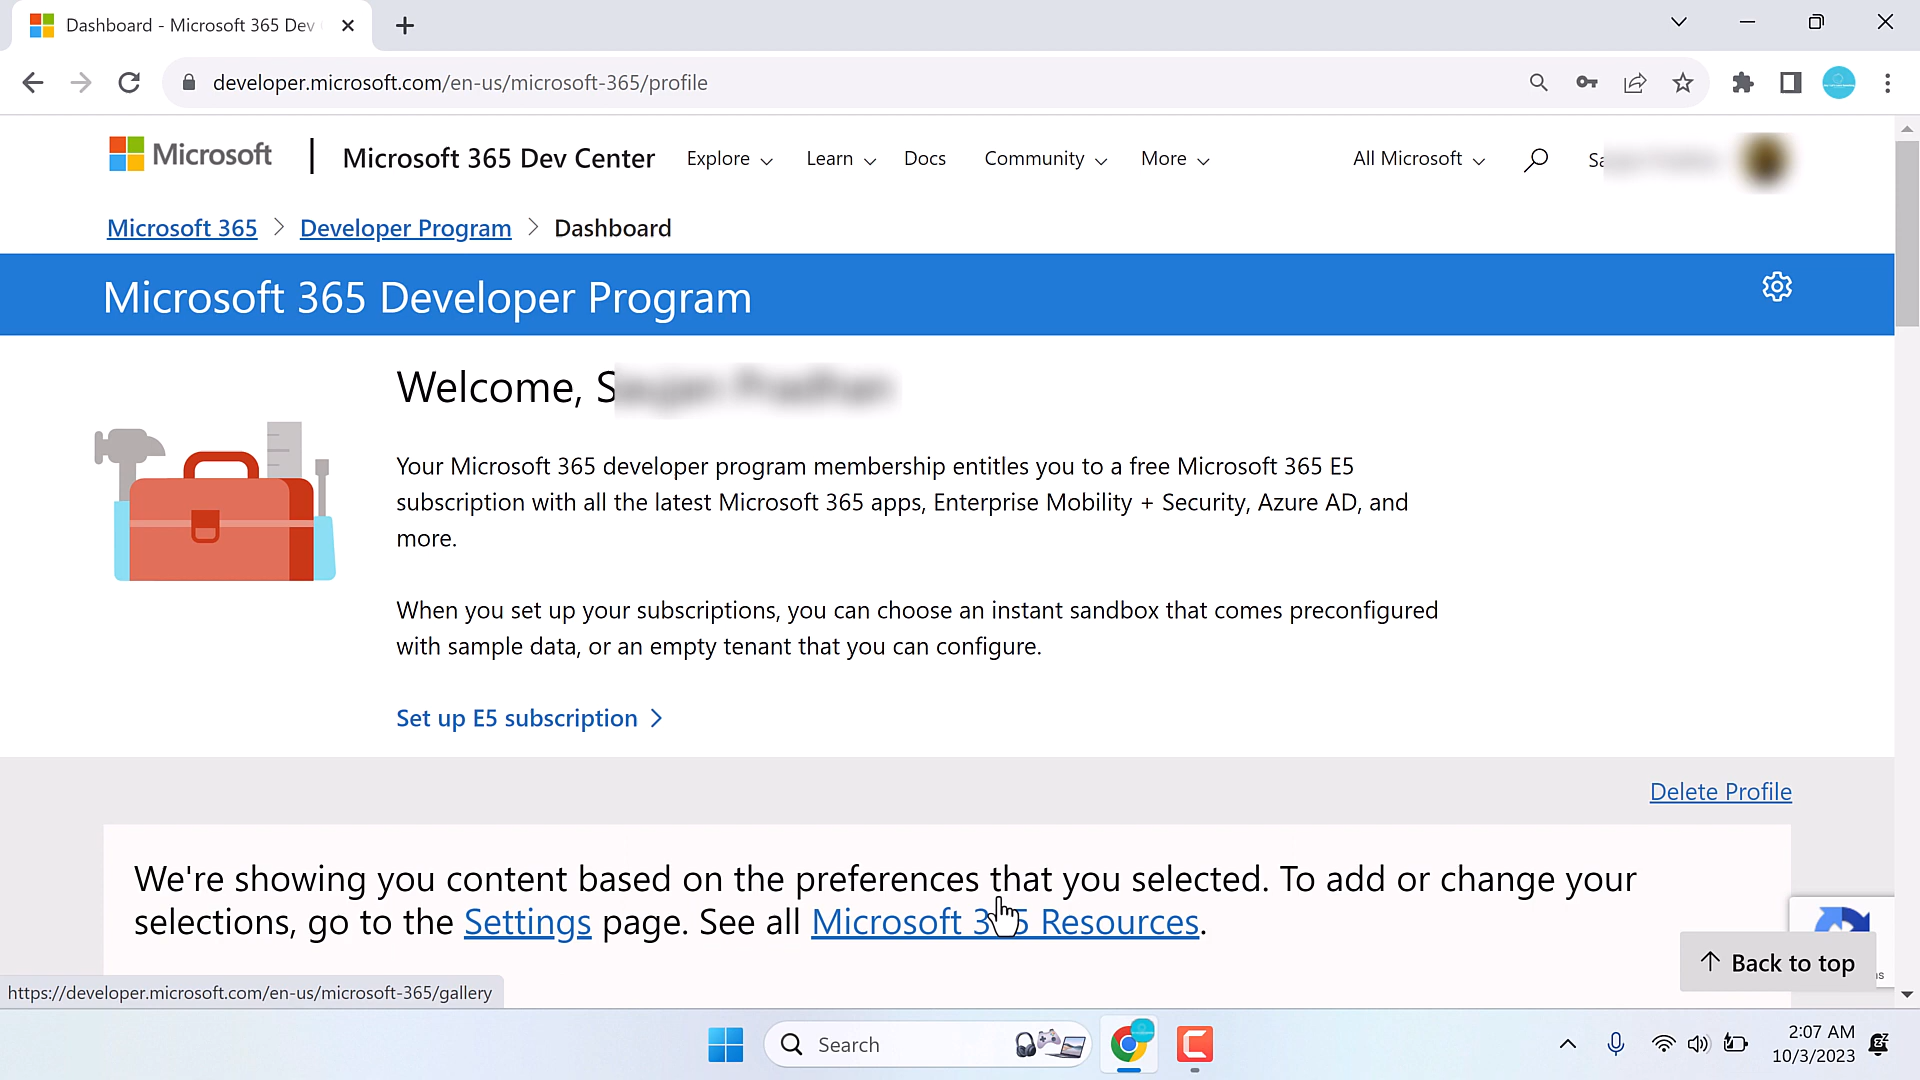 Dashboard - Microsoft 365 Dev
developer.microsoft.com/en-us/microsoft-365/profile
Microsoft
Microsoft 365 Dev Center
Explore
Learn
Docs
Community
More
All Microsoft
Microsoft 365 > Developer Program > Dashboard
Microsoft 365 Developer Program
Welcome,
Your Microsoft 365 developer program membership entitles you to a free Microsoft 365 E5
subscription with all the latest Microsoft 365 apps, Enterprise Mobility + Security, Azure AD, and
more.
When you set up your subscriptions, you can choose an instant sandbox that comes preconfigured
with sample data, or an empty tenant that you can configure.
Set up E5 subscription
Delete Profile
We're showing you content based on the preferences that you selected. To add or change your
selections, go to the Settings page. See all Microsoft 365 Resources.
Back to top
https://developer.microsoft.com/en-us/microsoft-365/gallery
Search
2:07 AM
10/3/2023